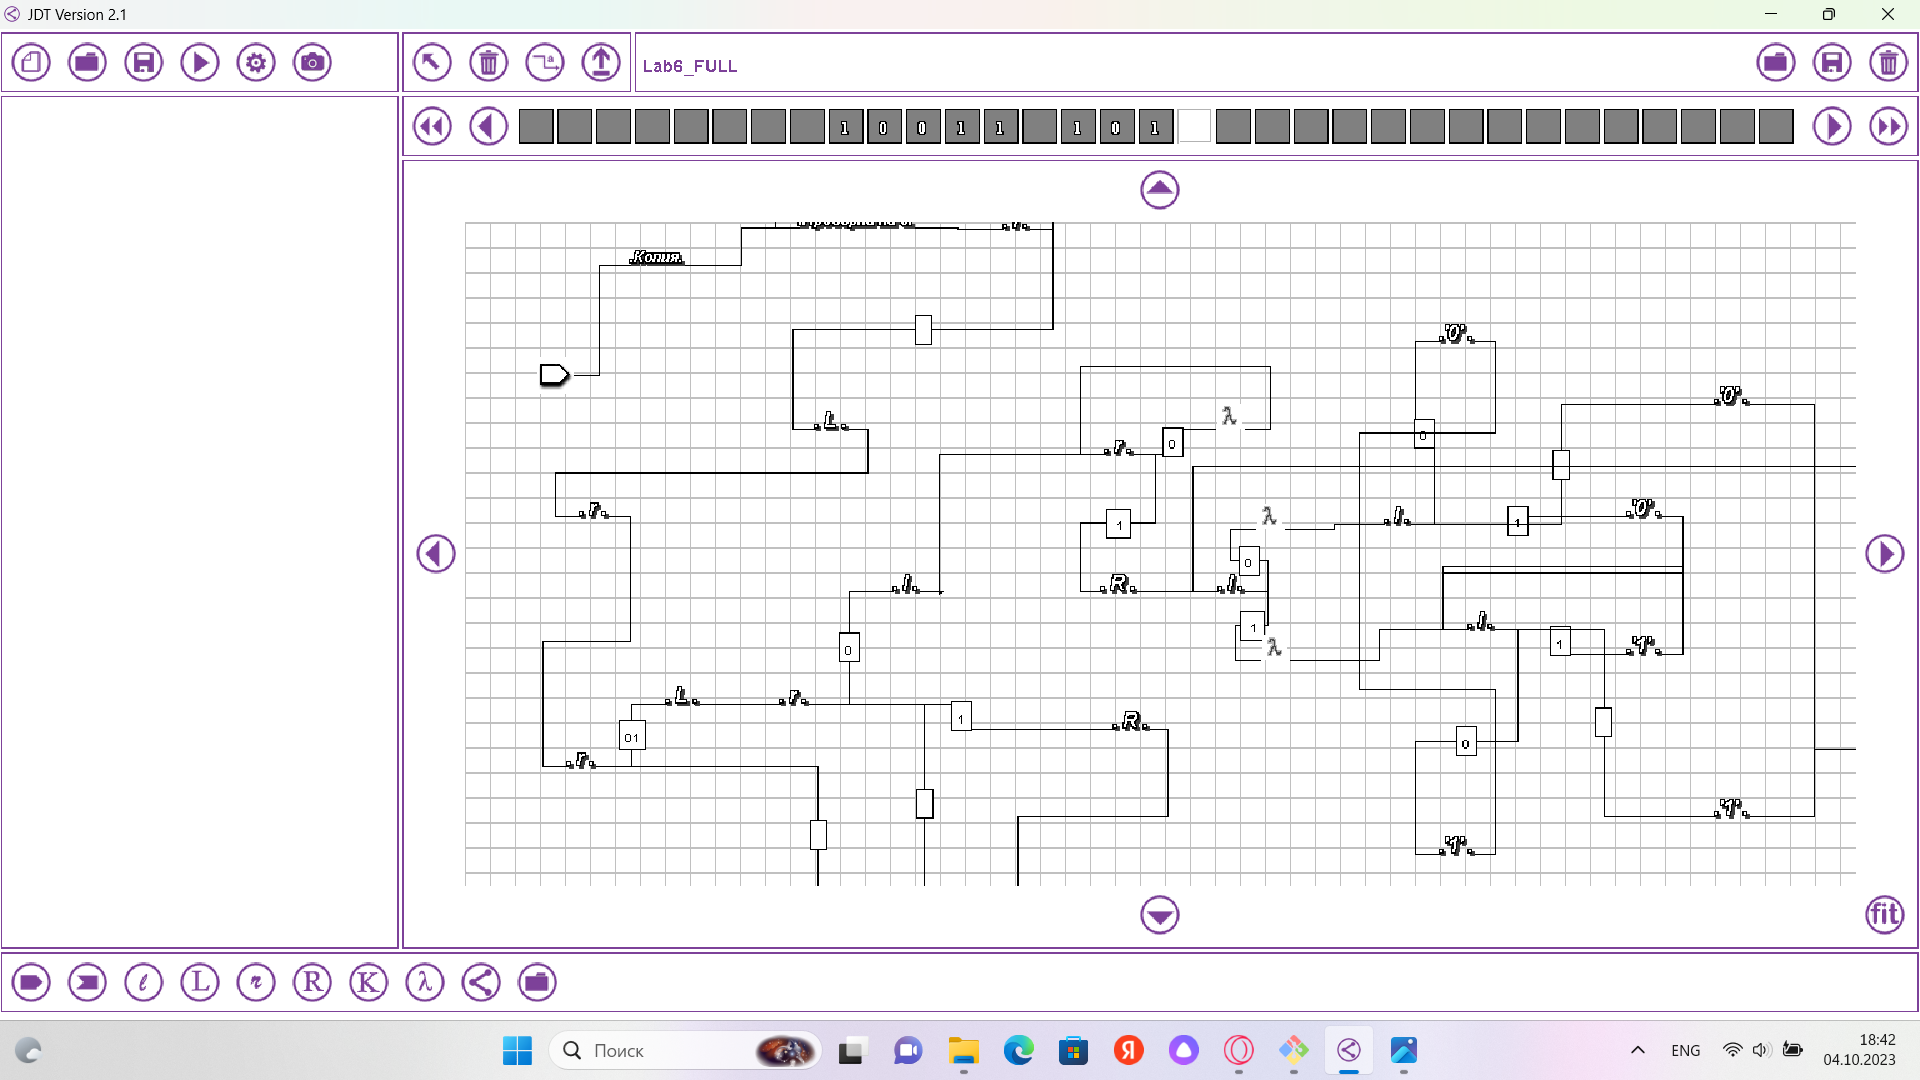 JDT Version 2.1
a
Lab6_FULL
1 0 0 1 1 1 0 1
.r.
.Копия.
'0'
0
'0'
.L.
λ
.r.
0
0
.r.
λ
.l.
1
'0'
1
0
.l.
.R.
.l.
.l.
1
1
'1'
0
λ
.L.
.r.
1
.R.
01
.r.
0
'1'
'1'
fit
l L r R K λ
Поиск
Я
ENG
18:42
04.10.2023